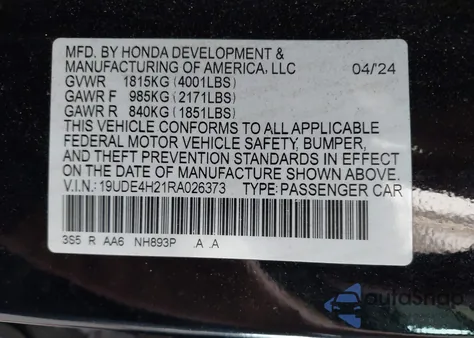 MFD. BY HONDA DEVELOPMENT &
MANUFACTURING OF AMERICA, LLC 04/'24
GVWR 1815KG(4001LBS)
GAWR F 985KG(2171LBS)
GAWR R 840KG(1851LBS)
THIS VEHICLE CONFORMS TO ALL APPLICABLE
FEDERAL MOTOR VEHICLE SAFETY, BUMPER,
AND THEFT PREVENTION STANDARDS IN EFFECT
ON THE DATE OF MANUFACTURE SHOWN ABOVE.
V.I.N.: 19UDE4H21RA026373 TYPE: PASSENGER CAR
3S5 R AA6 NH893P .A .A
autoSnap